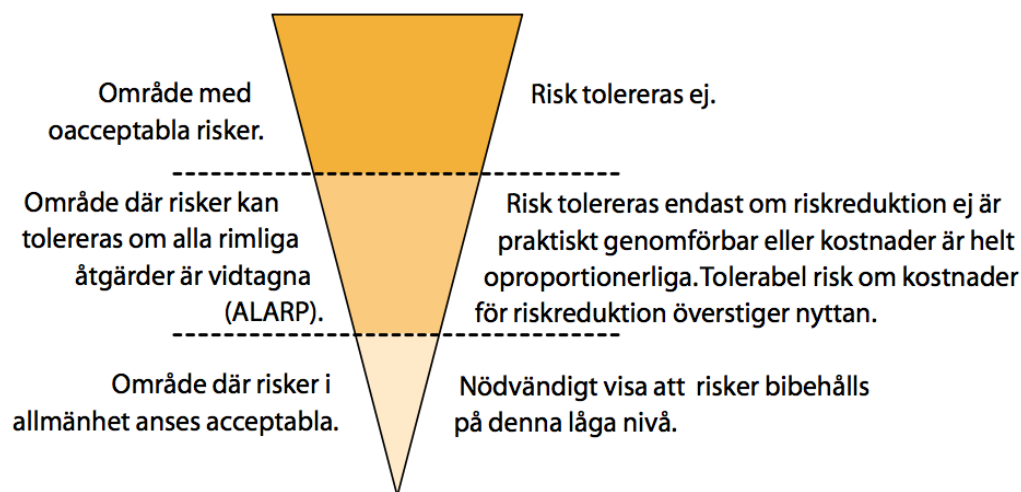 Område med
oacceptabla risker.
Risk tolereras ej.
Område där risker kan
tolereras om alla rimliga
åtgärder är vidtagna
(ALARP).
Risk tolereras endast om riskreduktion ej är
praktiskt genomförbar eller kostnader är helt
oproportionerliga.Tolerabel risk om kostnader
för riskreduktion överstiger nyttan.
Område där risker i
allmänhet anses acceptabla.
Nödvändigt visa att risker bibehålls
på denna låga nivå.